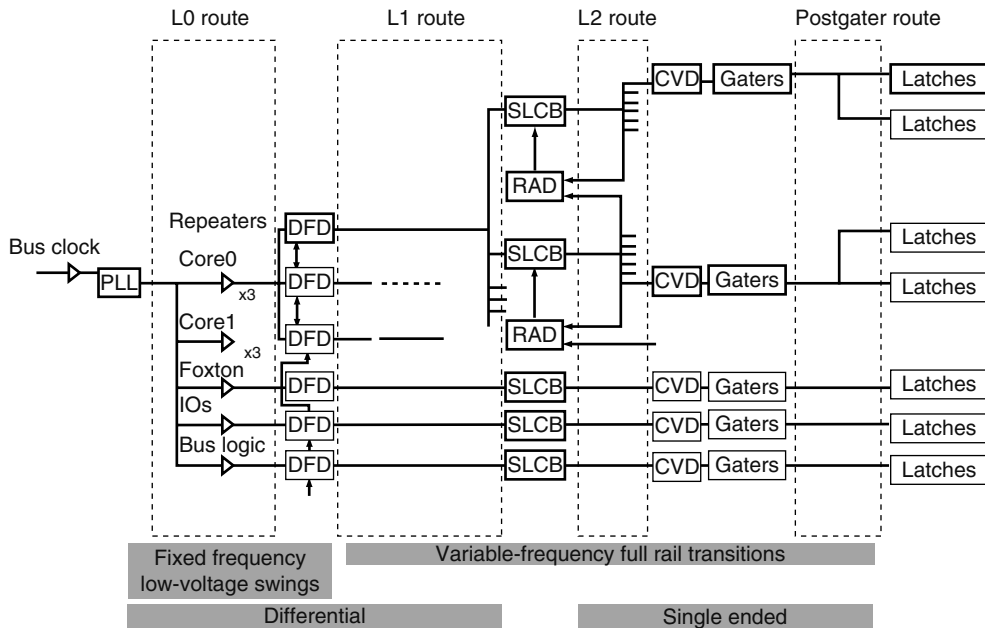 L0 route
L1 route
L2 route
Postgater route
CVD
Gaters
Latches
SLCB
Latches
RAD
Repeaters
DFD
Latches
Bus clock
Core0
SLCB
PLL
x3
DFD
CVD
Gaters
Latches
Core1
x3
DFD
RAD
Foxton
DFD
SLCB
CVD
Gaters
Latches
IOs
DFD
SLCB
CVD
Gaters
Latches
Bus logic
DFD
SLCB
CVD
Gaters
Latches
Fixed frequency
low-voltage swings
Variable-frequency full rail transitions
Differential
Single ended